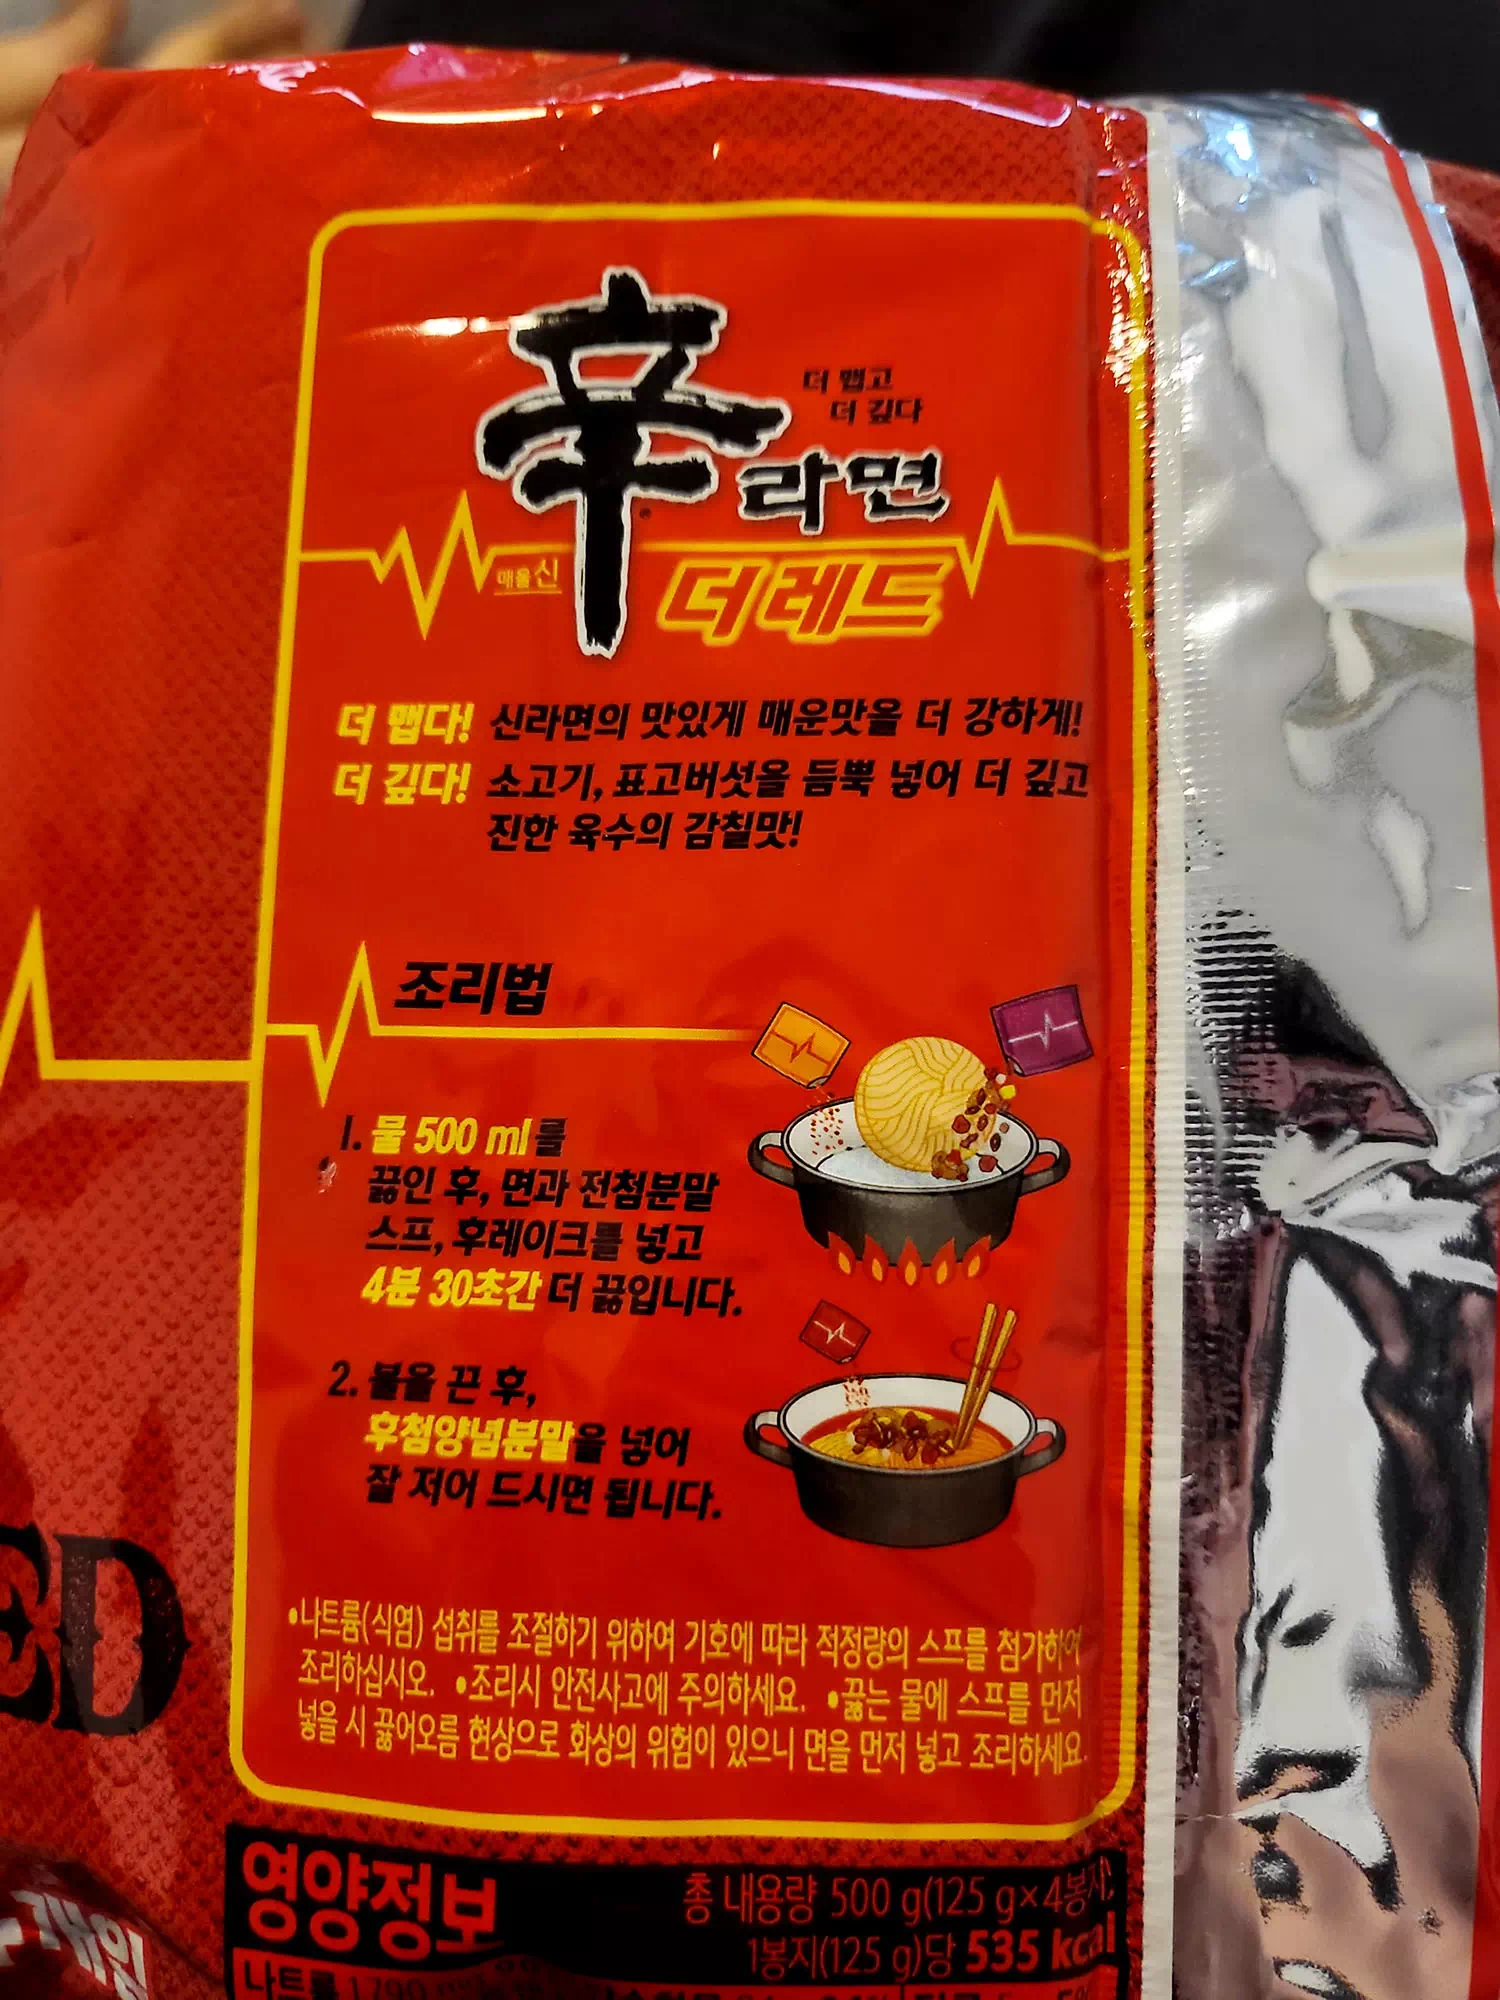 더 맵고
더 깊다
辛라면
매울신
더레드
더 맵다! 신라면의 맛있게 매운맛을 더 강하게!
더 깊다! 소고기, 표고버섯을 듬뿍 넣어 더 깊고
진한 육수의 감칠맛!
조리법
1. 물 500 ml를
끓인 후, 면과 전첨분말
스프, 후레이크를 넣고
4분 30초간 더 끓입니다.
2. 불을 끈 후,
후첨양념분말을 넣어
잘 저어 드시면 됩니다.
•나트륨(식염) 섭취를 조절하기 위하여 기호에 따라 적정량의 스프를 첨가하여
조리하십시오. •조리시 안전사고에 주의하세요. •끓는 물에 스프를 먼저
넣을 시 끓어오름 현상으로 화상의 위험이 있으니 면을 먼저 넣고 조리하세요.
ED
영양정보
총 내용량 500 g(125 g×4봉지)
1봉지(125 g)당 535 kcal
나트륨 1790 mg
개인